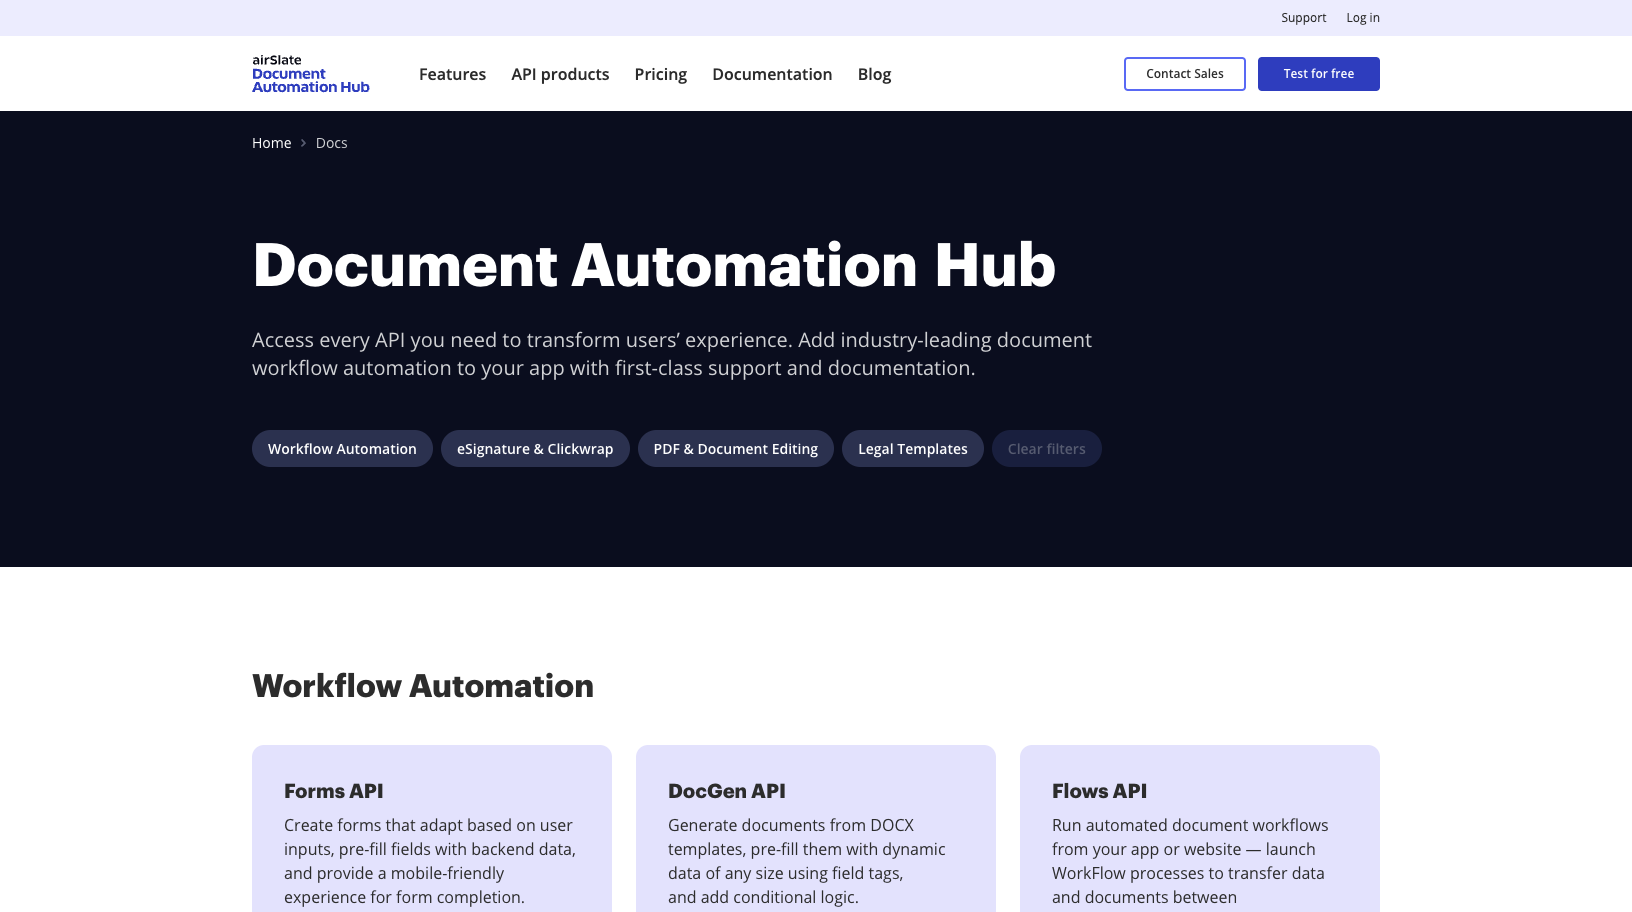 Support Log in
airSlate
Document
Automation Hub
Features API products Pricing Documentation Blog
Contact Sales Test for free
Home Docs
Document Automation Hub
Access every API you need to transform users’ experience. Add industry-leading document
workflow automation to your app with first-class support and documentation.
Workflow Automation eSignature & Clickwrap PDF & Document Editing Legal Templates Clear filters
Workflow Automation
Forms API
Create forms that adapt based on user
inputs, pre-fill fields with backend data,
and provide a mobile-friendly
experience for form completion.
DocGen API
Generate documents from DOCX
templates, pre-fill them with dynamic
data of any size using field tags,
and add conditional logic.
Flows API
Run automated document workflows
from your app or website — launch
WorkFlow processes to transfer data
and documents between